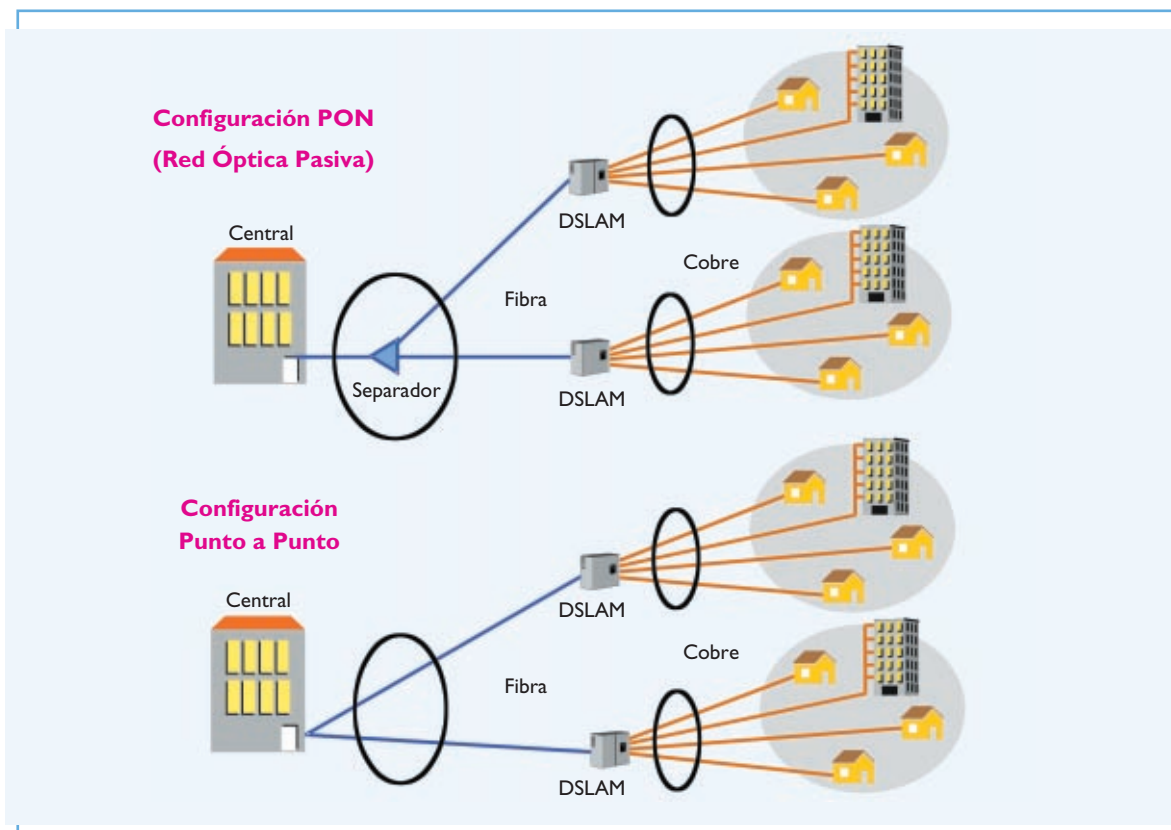 Configuración PON
(Red Óptica Pasiva)
Central
DSLAM
Cobre
Fibra
Separador
DSLAM
Configuración
Punto a Punto
Central
DSLAM
Cobre
Fibra
DSLAM